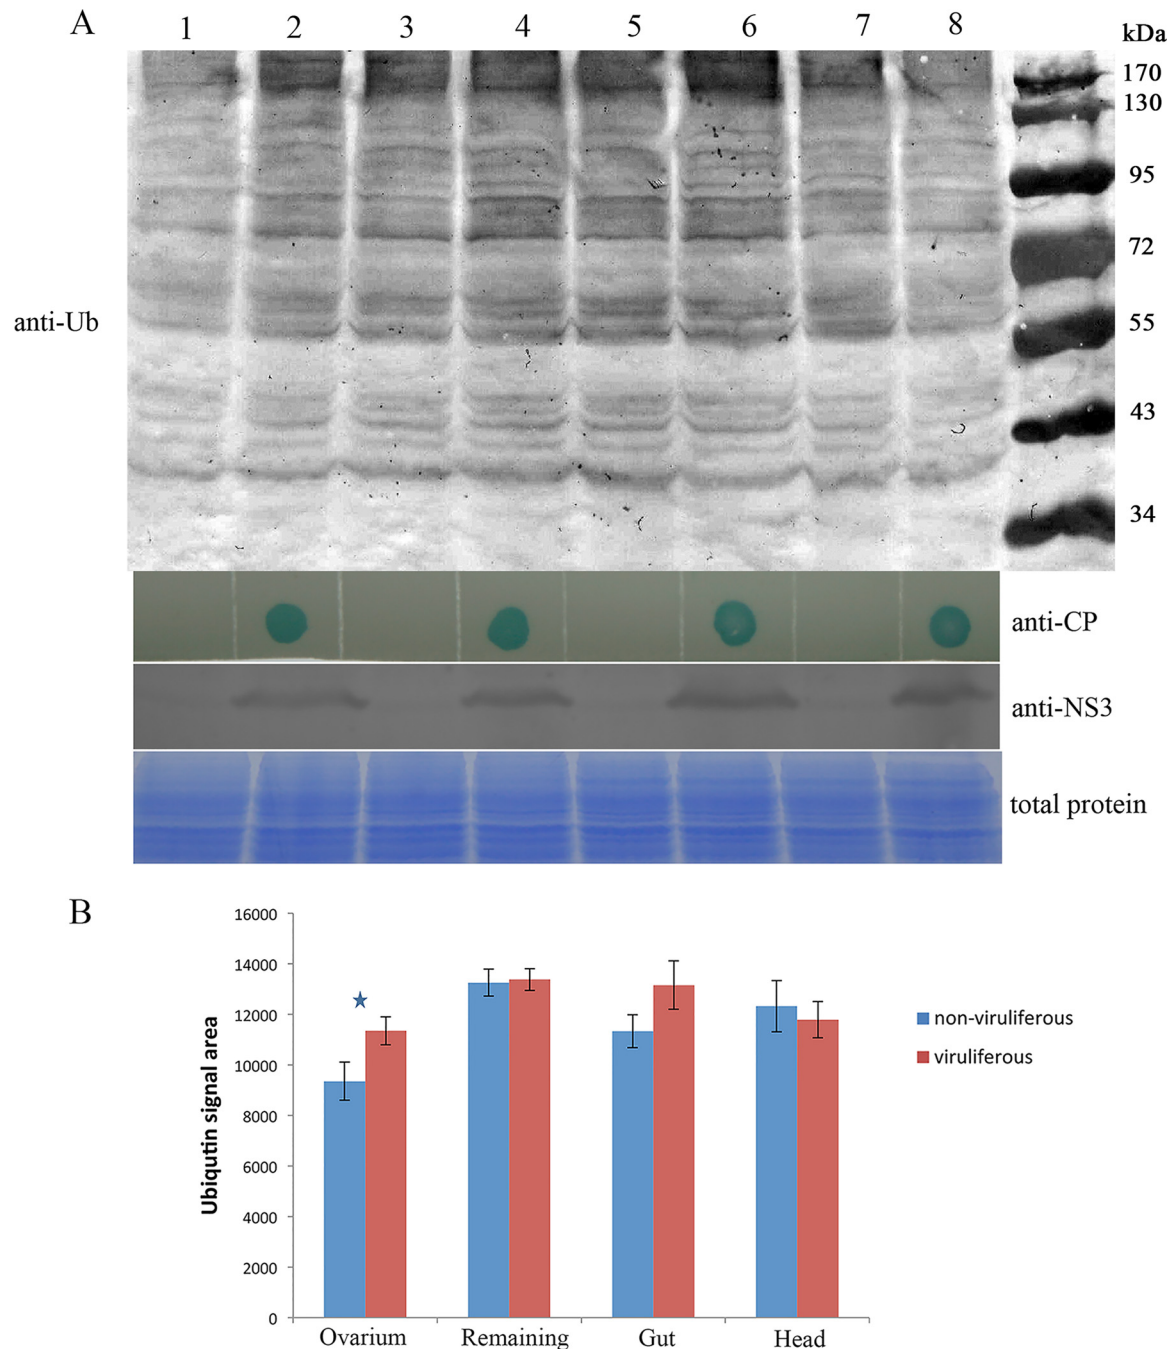 A
1 2 3 4 5 6 7 8
kDa
170
130
95
72
anti-Ub
55
43
34
anti-CP
anti-NS3
total protein
B
16000
14000
12000
10000
8000
6000
4000
2000
0
Ubiqutin signal area
non-viruliferous
viruliferous
Ovarium Remaining Gut Head